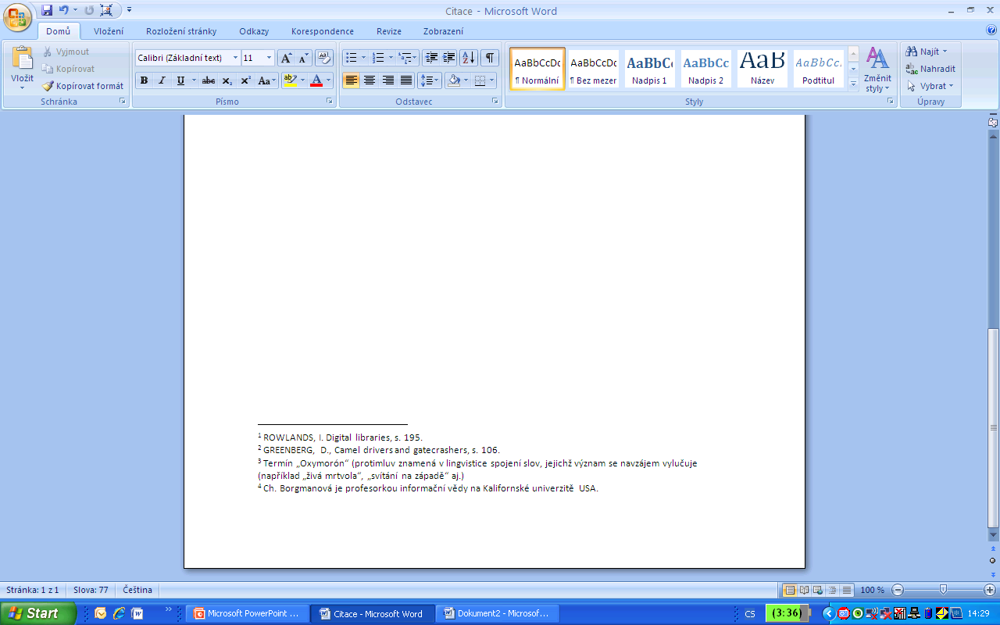 Citace - Microsoft Word
Domů Vložení Rozložení stránky Odkazy Korespondence Revize Zobrazení
Vložit
Vyjmout
Kopírovat
Kopírovat formát
Schránka
Calibri (Základní text) 11
B I U abc x₂ x² Aa
Písmo
Odstavec
AaBbCcDc AaBbCcDc AaBbC AaBbCc AaB AaBbCc.
¶ Normální ¶ Bez mezer Nadpis 1 Nadpis 2 Název Podtitul
Změnit
styly
Styly
Najít
Nahradit
Vybrat
Úpravy
1 ROWLANDS, I. Digital libraries, s. 195.
2 GREENBERG, D., Camel drivers and gatecrashers, s. 106.
3 Termín „Oxymorón“ (protimluv znamená v lingvistice spojení slov, jejichž význam se navzájem vylučuje
(například „živá mrtvola“, „svítání na západě“ aj.)
4 Ch. Borgmanová je profesorkou informační vědy na Kalifornské univerzitě USA.
Stránka: 1 z 1 Slova: 77 Čeština 100 %
Start Microsoft PowerPoint ... Citace - Microsoft Word Dokument2 - Microsof... CS (3:36) 14:29